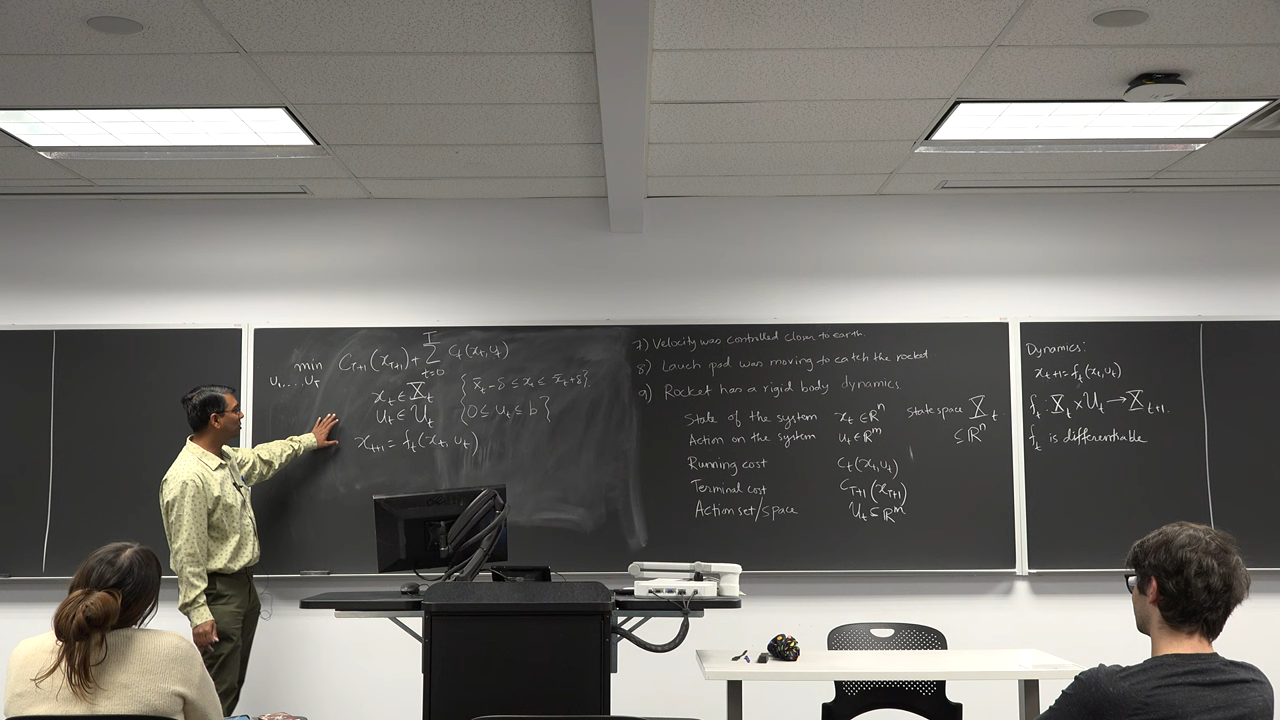 min C_{T+1}(x_{T+1}) + Σ_{t=0}^{T} C_t(x_t, u_t)
u_1, ..., u_T
x_t ∈ X_t { x̄_t - δ ≤ x_t ≤ x̄_t + δ }.
u_t ∈ U_t { 0 ≤ u_t ≤ b }
x_{t+1} = f_t(x_t, u_t)
7) Velocity was controlled closer to earth.
8) Lauch pad was moving to catch the rocket
9) Rocket has a rigid body dynamics.
State of the system x_t ∈ ℝ^n State space X_t
⊆ ℝ^n
Action on the system u_t ∈ ℝ^m
Running cost C_t(x_t, u_t)
Terminal cost C_{T+1}(x_{T+1})
Action set/space U_t ⊆ ℝ^m
Dynamics:
x_{t+1} = f_t(x_t, u_t)
f_t : X_t × U_t → X_{t+1}.
f_t is differentiable